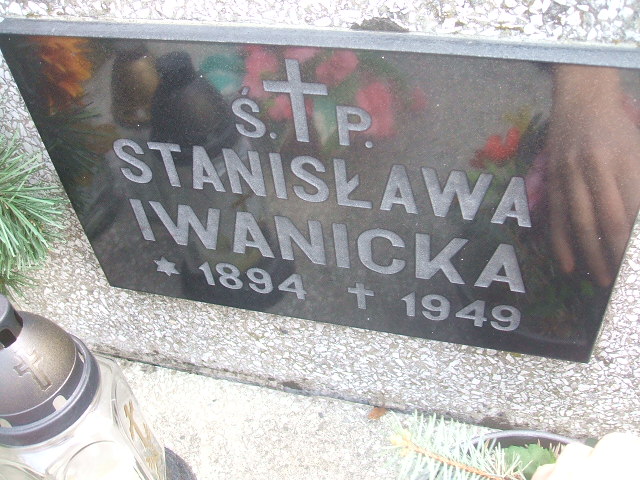 Ś. P.
STANISŁAWA
IWANICKA
* 1894 † 1949